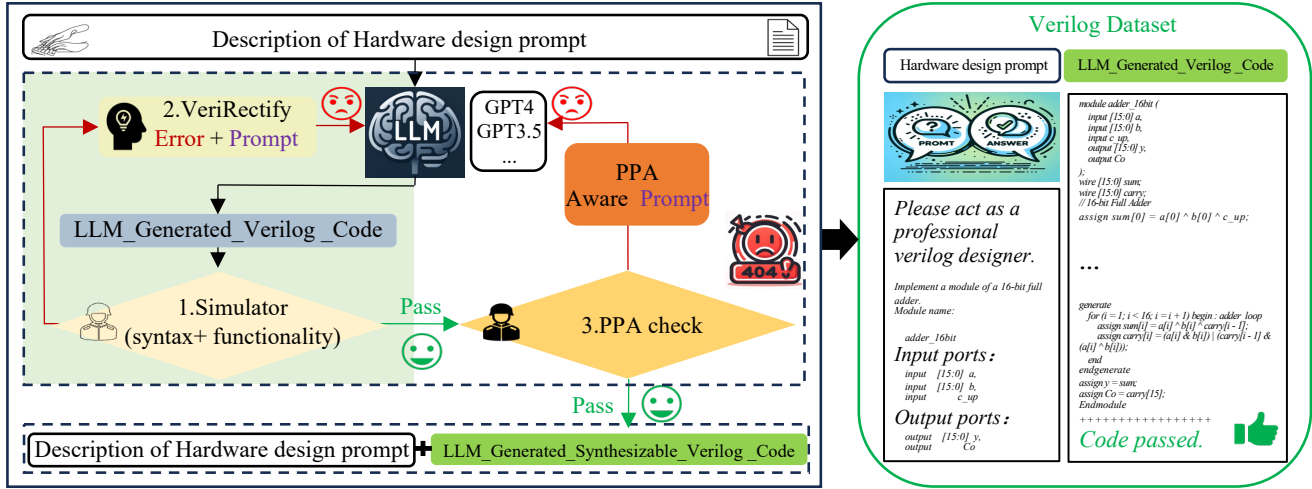 Description of Hardware design prompt
2.VeriRectify
Error + Prompt
LLM
GPT4
GPT3.5
...
PPA
Aware Prompt
LLM_Generated_Verilog _Code
404
1.Simulator
(syntax+ functionality)
Pass
3.PPA check
Pass
Description of Hardware design prompt
+
LLM_Generated_Synthesizable_Verilog _Code
Verilog Dataset
Hardware design prompt
LLM_Generated_Verilog _Code
PROMT
ANSWER
Please act as a
professional
verilog designer.
Implement a module of a 16-bit full
adder.
Module name:
adder_16bit
Input ports：
input [15:0] a,
input [15:0] b,
input c_up
Output ports：
output [15:0] y,
output Co
module adder_16bit (
input [15:0] a,
input [15:0] b,
input c_up,
output [15:0] y,
output Co
);
wire [15:0] sum;
wire [15:0] carry;
// 16-bit Full Adder
assign sum[0] = a[0] ^ b[0] ^ c_up;
...
generate
for (i = 1; i < 16; i = i + 1) begin : adder_loop
assign sum[i] = a[i] ^ b[i] ^ carry[i - 1];
assign carry[i] = (a[i] & b[i]) | (carry[i - 1] &
(a[i] ^ b[i]));
end
endgenerate
assign y = sum;
assign Co = carry[15];
Endmodule
+++++++++++++++++
Code passed.